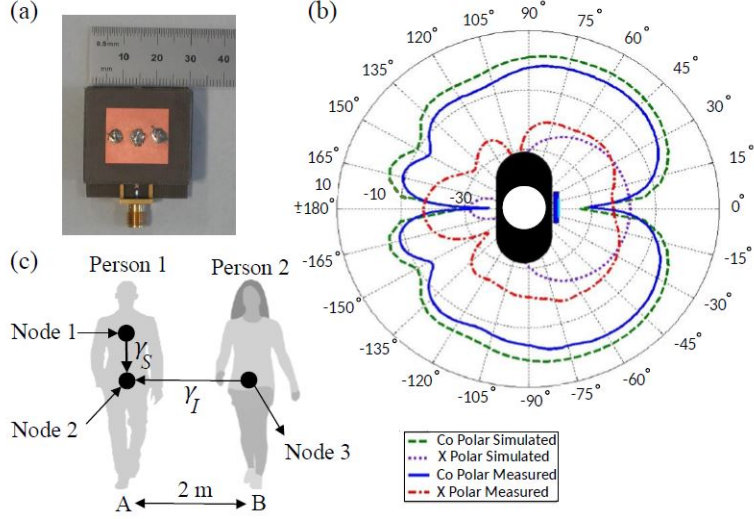 (a)
6.5mm
mm
10 20 30 40
(b)
90°
105°
75°
120°
60°
135°
45°
150°
30°
165°
15°
10
-10
-30
±180°
0°
-165°
-15°
-150°
-30°
-135°
-45°
-120°
-60°
-105°
-75°
-90°
(c)
Person 1
Person 2
Node 1
γS
Node 2
γI
Node 3
A
2 m
B
Co Polar Simulated
X Polar Simulated
Co Polar Measured
X Polar Measured